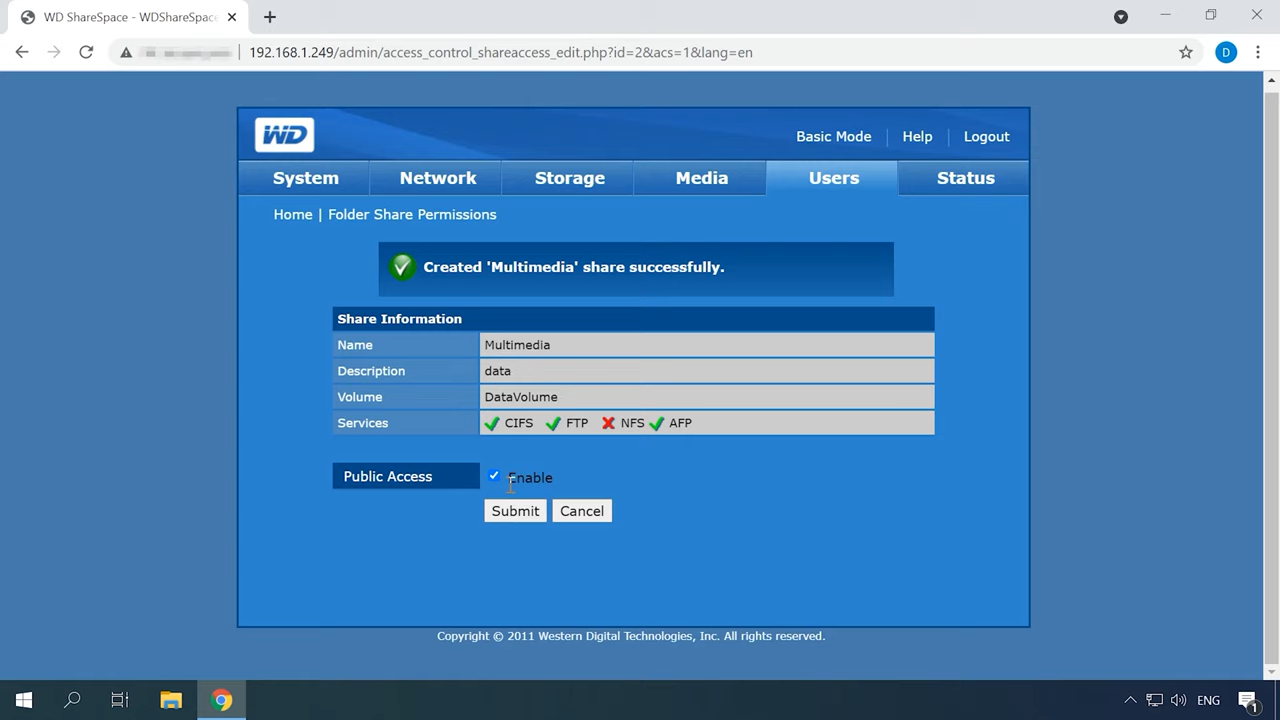 WD ShareSpace - WDShareSpac
192.168.1.249/admin/access_control_shareaccess_edit.php?id=2&acs=1&lang=en
D
WD
Basic Mode
Help
Logout
System
Network
Storage
Media
Users
Status
Home | Folder Share Permissions
Created 'Multimedia' share successfully.
Share Information
Name Multimedia
Description data
Volume DataVolume
Services CIFS FTP NFS AFP
Public Access Enable
Submit Cancel
Copyright © 2011 Western Digital Technologies, Inc. All rights reserved.
ENG
1